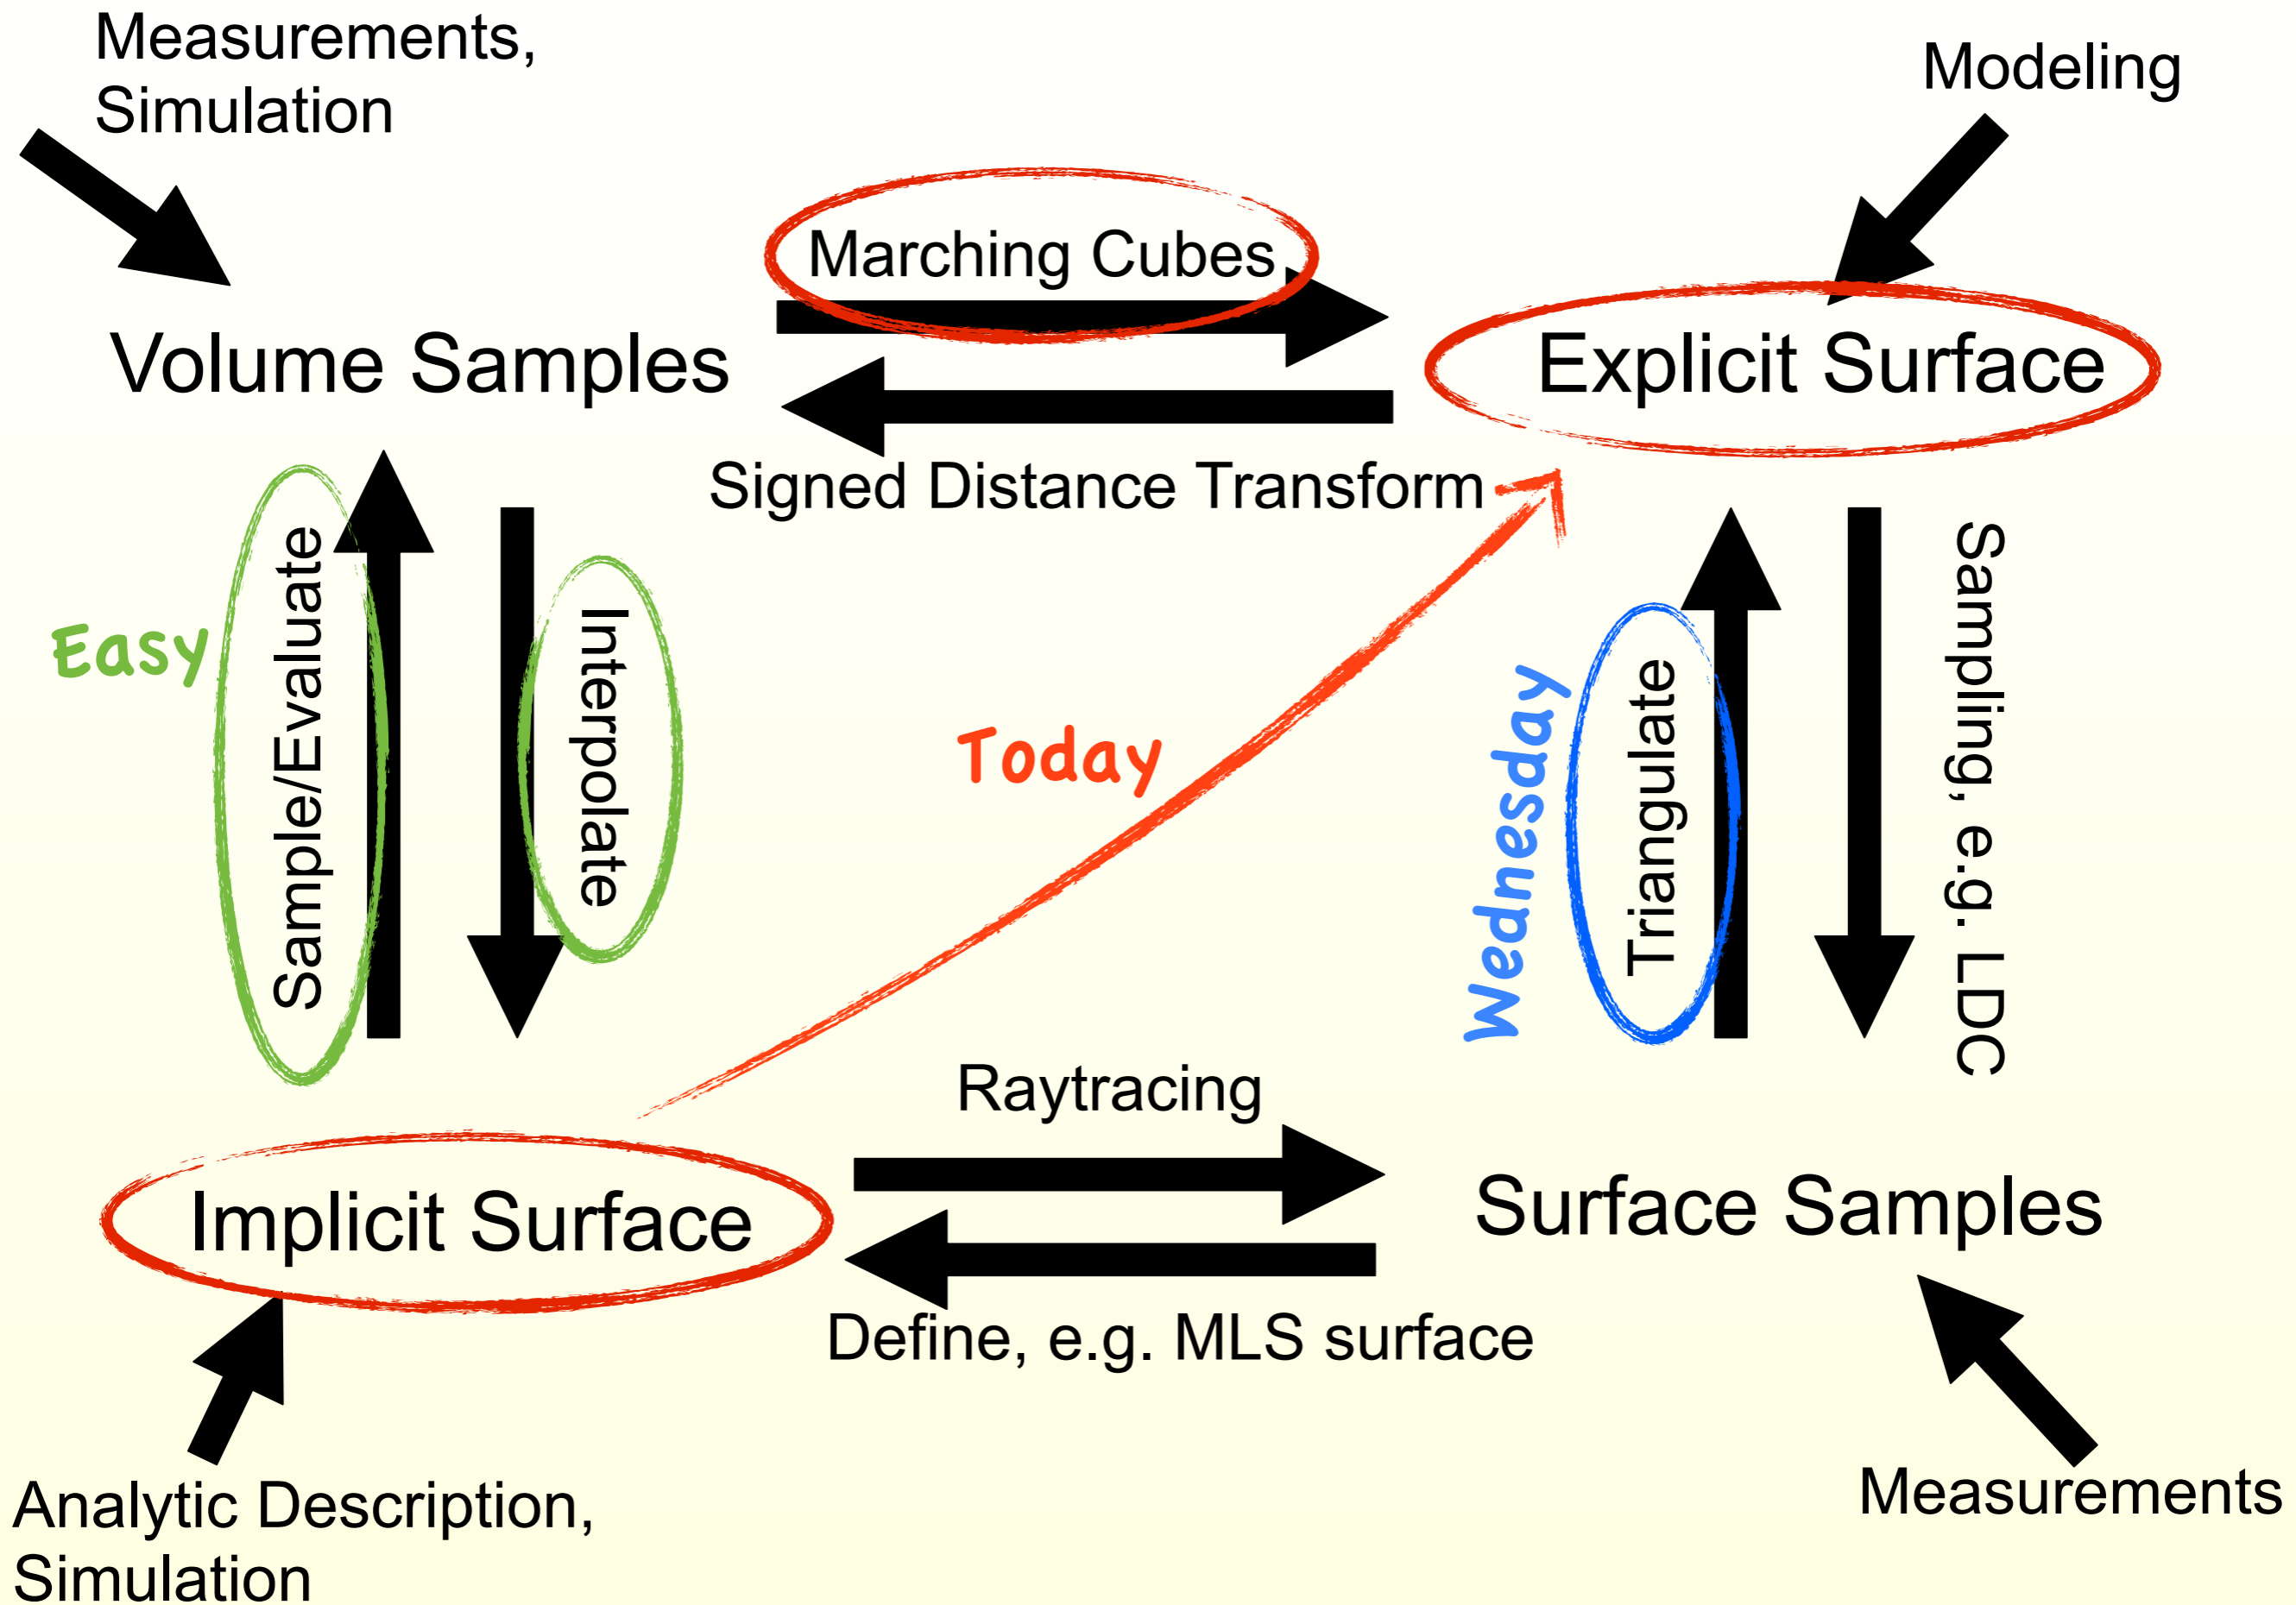 Measurements,
Simulation
Modeling
Marching Cubes
Volume Samples
Explicit Surface
Signed Distance Transform
Easy
Sample/Evaluate
Interpolate
Today
Wednesday
Triangulate
Sampling, e.g. LDC
Raytracing
Implicit Surface
Surface Samples
Define, e.g. MLS surface
Analytic Description,
Simulation
Measurements